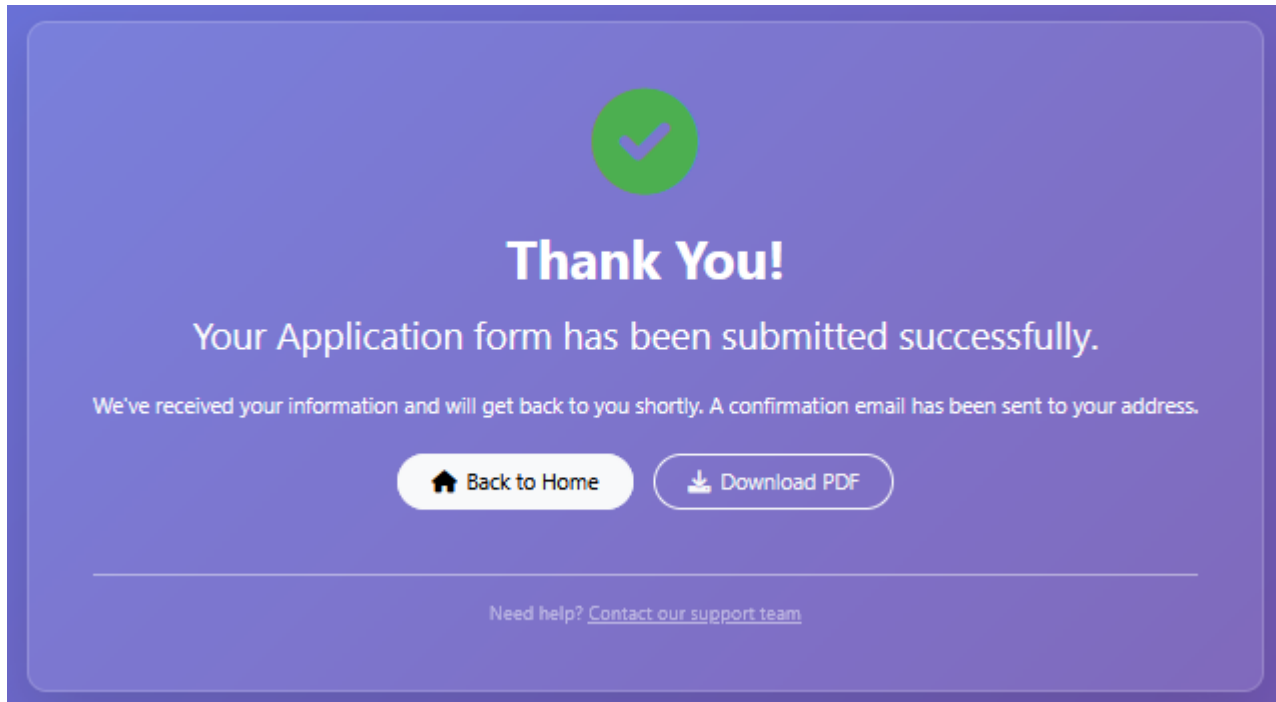 Thank You!
Your Application form has been submitted successfully.
We've received your information and will get back to you shortly. A confirmation email has been sent to your address.
Back to Home
Download PDF
Need help? Contact our support team